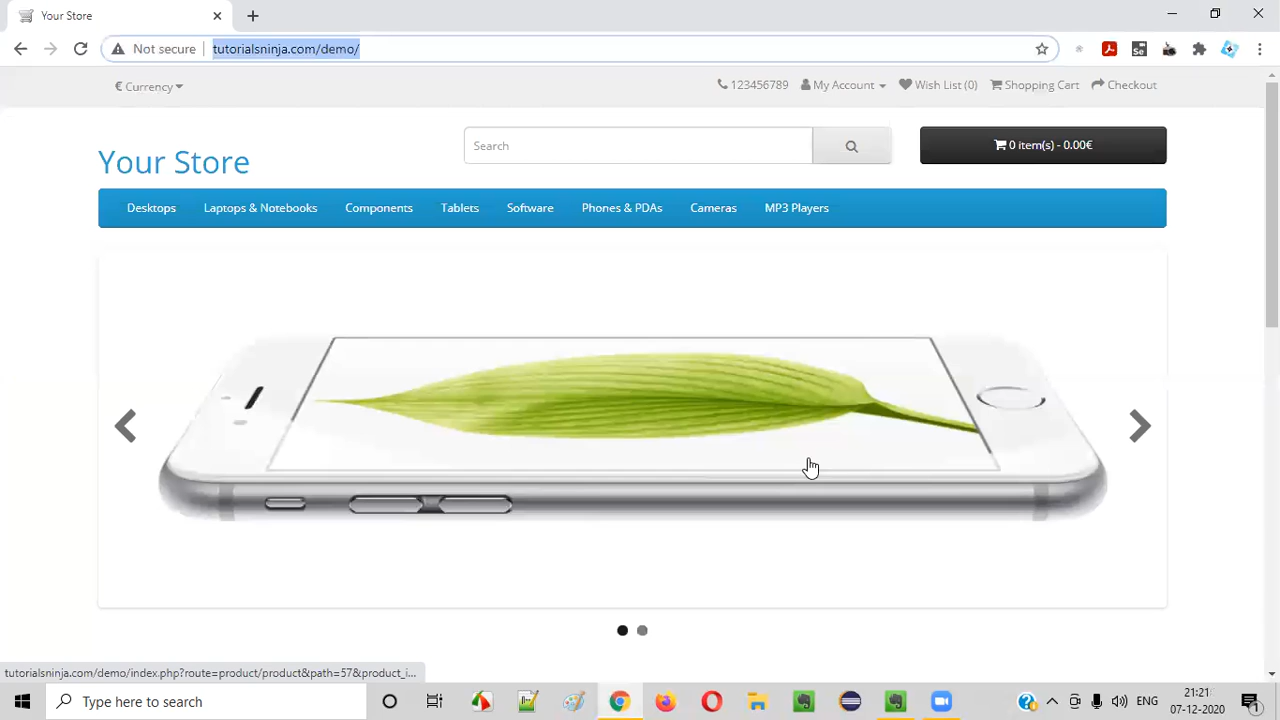 Your Store
Not secure
tutorialsninja.com/demo/
€ Currency
123456789
My Account
Wish List (0)
Shopping Cart
Checkout
Your Store
Search
0 item(s) - 0.00€
Desktops
Laptops & Notebooks
Components
Tablets
Software
Phones & PDAs
Cameras
MP3 Players
tutorialsninja.com/demo/index.php?route=product/product&path=57&product_i...
Type here to search
ENG
21:21
07-12-2020
1